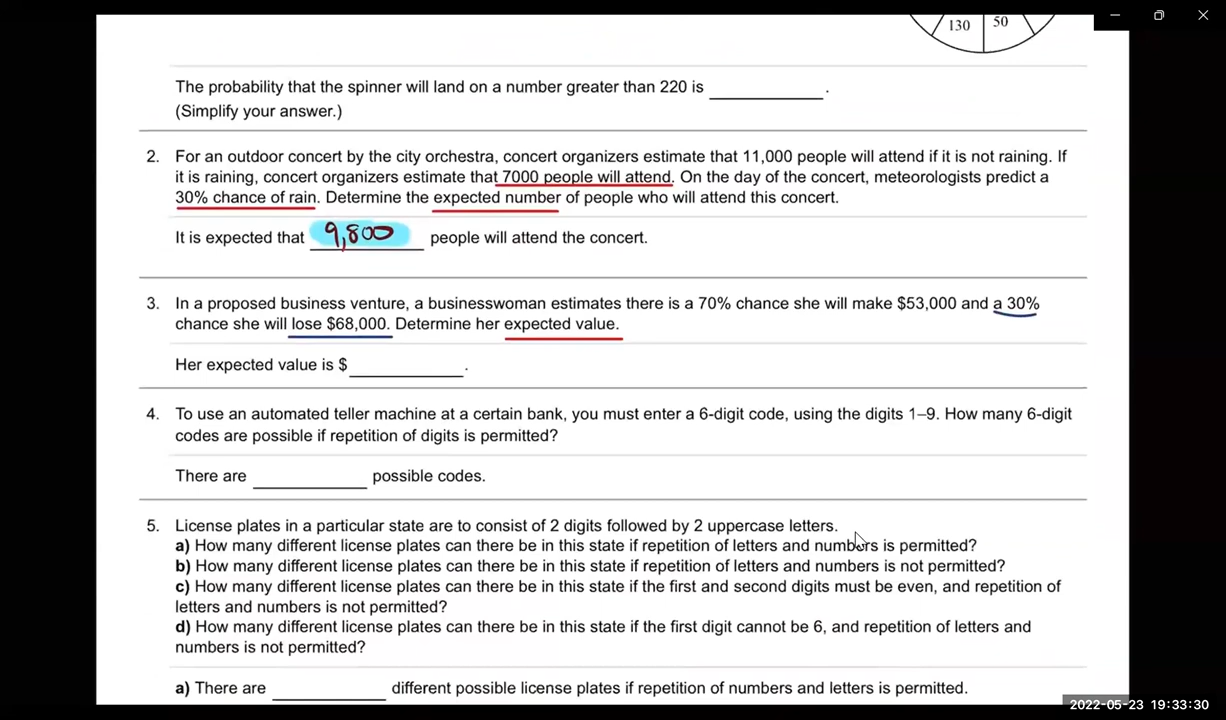 130 50
The probability that the spinner will land on a number greater than 220 is ____________.
(Simplify your answer.)
2. For an outdoor concert by the city orchestra, concert organizers estimate that 11,000 people will attend if it is not raining. If
it is raining, concert organizers estimate that 7000 people will attend. On the day of the concert, meteorologists predict a
30% chance of rain. Determine the expected number of people who will attend this concert.
It is expected that 9,800 people will attend the concert.
3. In a proposed business venture, a businesswoman estimates there is a 70% chance she will make $53,000 and a 30%
chance she will lose $68,000. Determine her expected value.
Her expected value is $____________.
4. To use an automated teller machine at a certain bank, you must enter a 6-digit code, using the digits 1–9. How many 6-digit
codes are possible if repetition of digits is permitted?
There are ____________ possible codes.
5. License plates in a particular state are to consist of 2 digits followed by 2 uppercase letters.
a) How many different license plates can there be in this state if repetition of letters and numbers is permitted?
b) How many different license plates can there be in this state if repetition of letters and numbers is not permitted?
c) How many different license plates can there be in this state if the first and second digits must be even, and repetition of
letters and numbers is not permitted?
d) How many different license plates can there be in this state if the first digit cannot be 6, and repetition of letters and
numbers is not permitted?
a) There are ____________ different possible license plates if repetition of numbers and letters is permitted.
2022-05-23 19:33:30